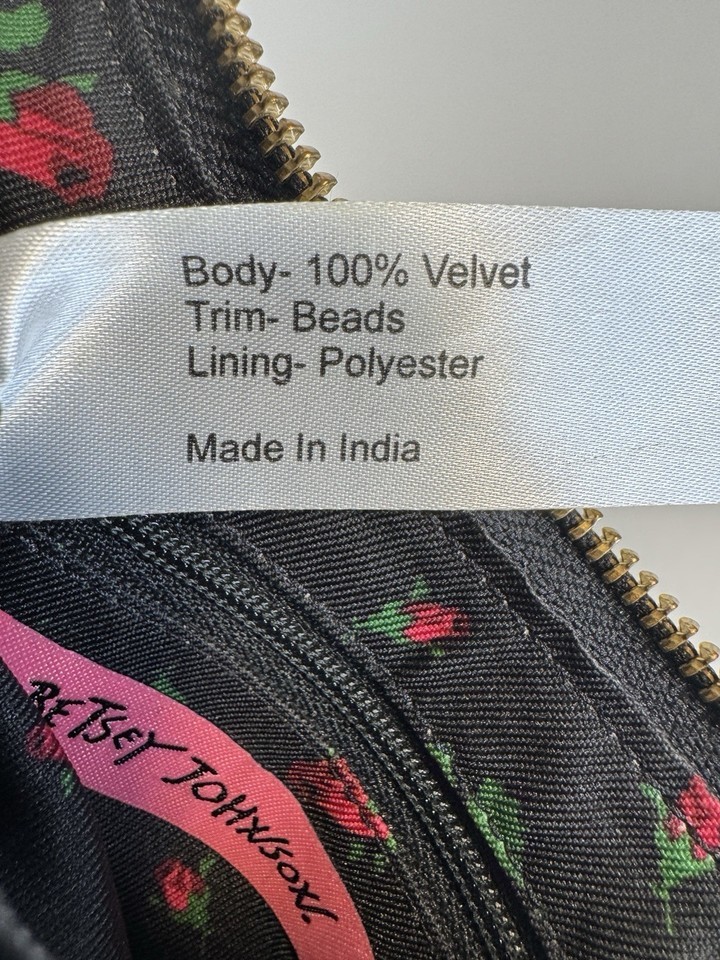 Body- 100% Velvet
Trim- Beads
Lining- Polyester
Made In India
BETSEY JOHNSON.